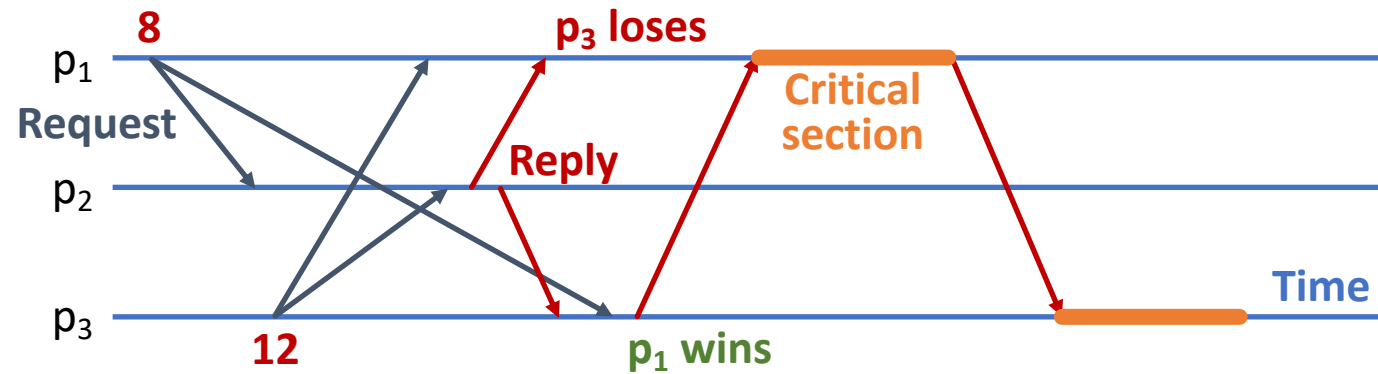 8
p₃ loses
p₁
Critical
section
Request
Reply
p₂
Time
p₃
12
p₁ wins